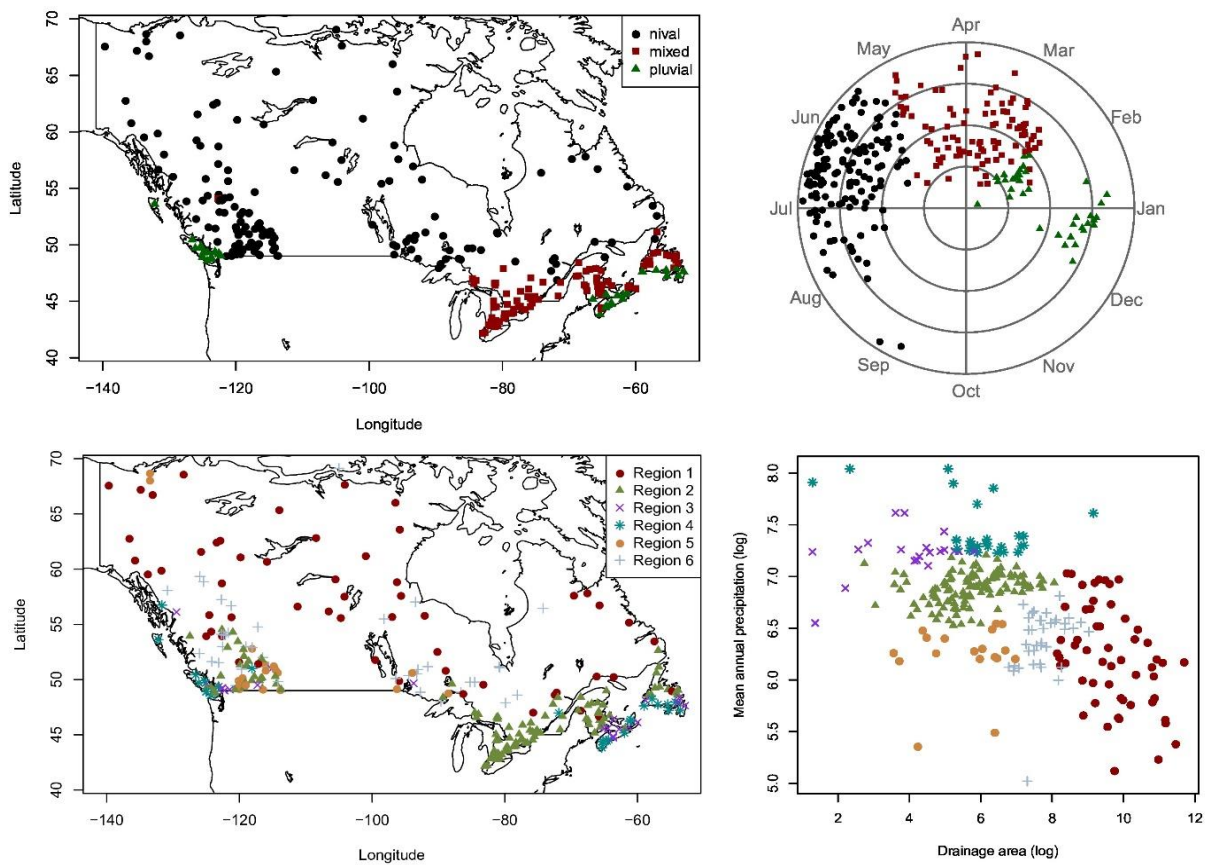 70
65
60
55
50
45
40
Latitude
−140
−120
−100
−80
−60
Longitude
nival
mixed
pluvial
Apr
May
Mar
Jun
Feb
Jul
Jan
Aug
Dec
Sep
Nov
Oct
70
65
60
55
50
45
40
Latitude
−140
−120
−100
−80
−60
Longitude
Region 1
Region 2
Region 3
Region 4
Region 5
Region 6
8.0
7.5
7.0
6.5
6.0
5.5
5.0
Mean annual precipitation (log)
2
4
6
8
10
12
Drainage area (log)